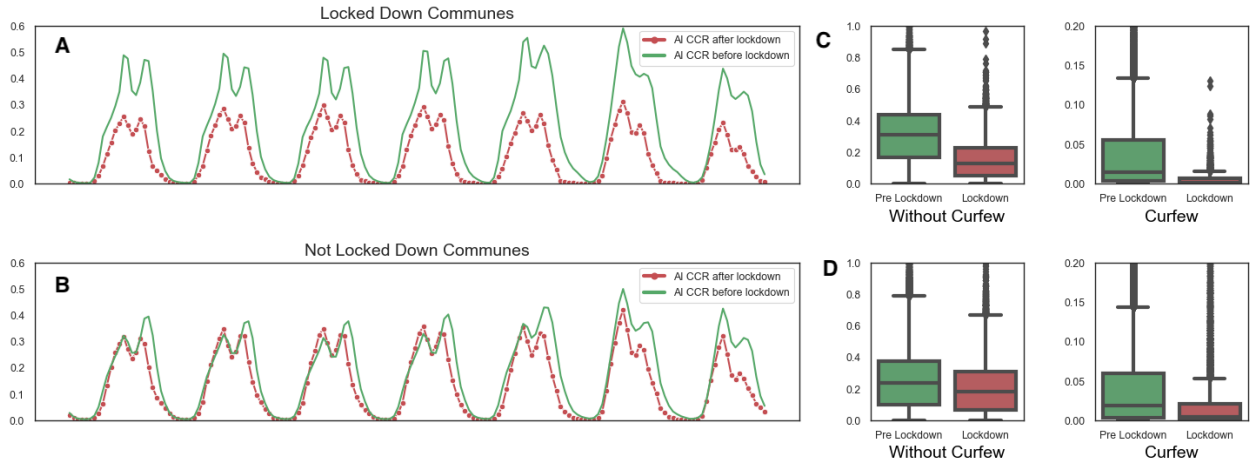 Locked Down Communes
A
AI CCR after lockdown
AI CCR before lockdown
0.6
0.5
0.4
0.3
0.2
0.1
0.0
C
1.0
0.8
0.6
0.4
0.2
0.0
Pre Lockdown Lockdown
Without Curfew
0.20
0.15
0.10
0.05
0.00
Pre Lockdown Lockdown
Curfew
Not Locked Down Communes
B
AI CCR after lockdown
AI CCR before lockdown
0.6
0.5
0.4
0.3
0.2
0.1
0.0
D
1.0
0.8
0.6
0.4
0.2
0.0
Pre Lockdown Lockdown
Without Curfew
0.20
0.15
0.10
0.05
0.00
Pre Lockdown Lockdown
Curfew